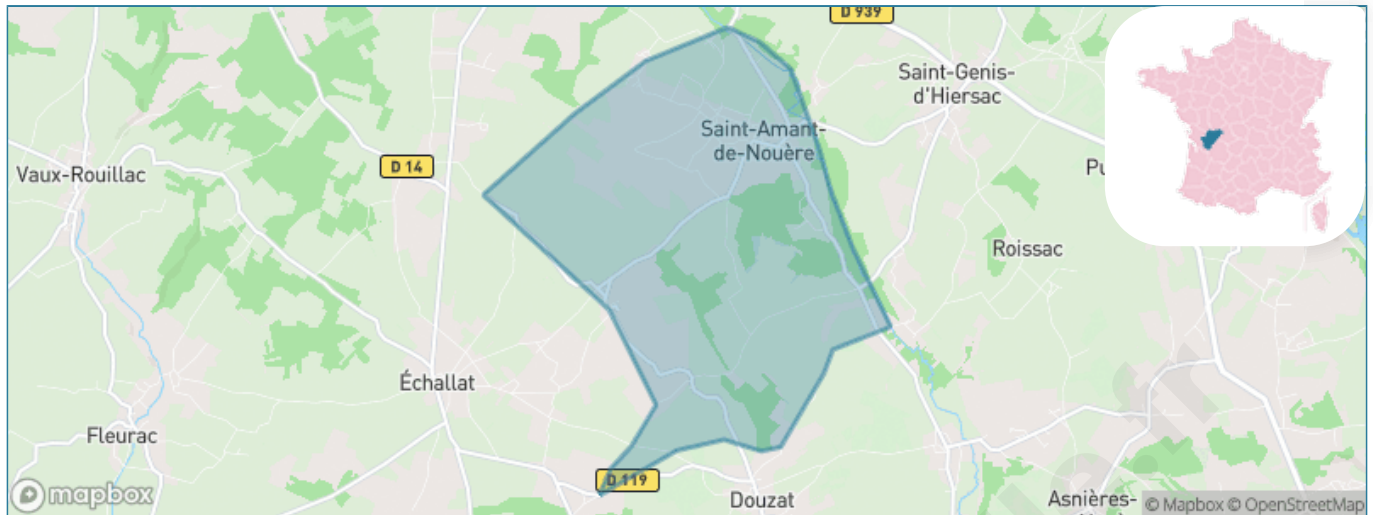 D 939
Saint-Genis-
d'Hiersac
Saint-Amant-
de-Nouère
Vaux-Rouillac
D 14
Roissac
Échallat
Fleurac
D 119
Douzat
Asnières-
mapbox
© Mapbox © OpenStreetMap